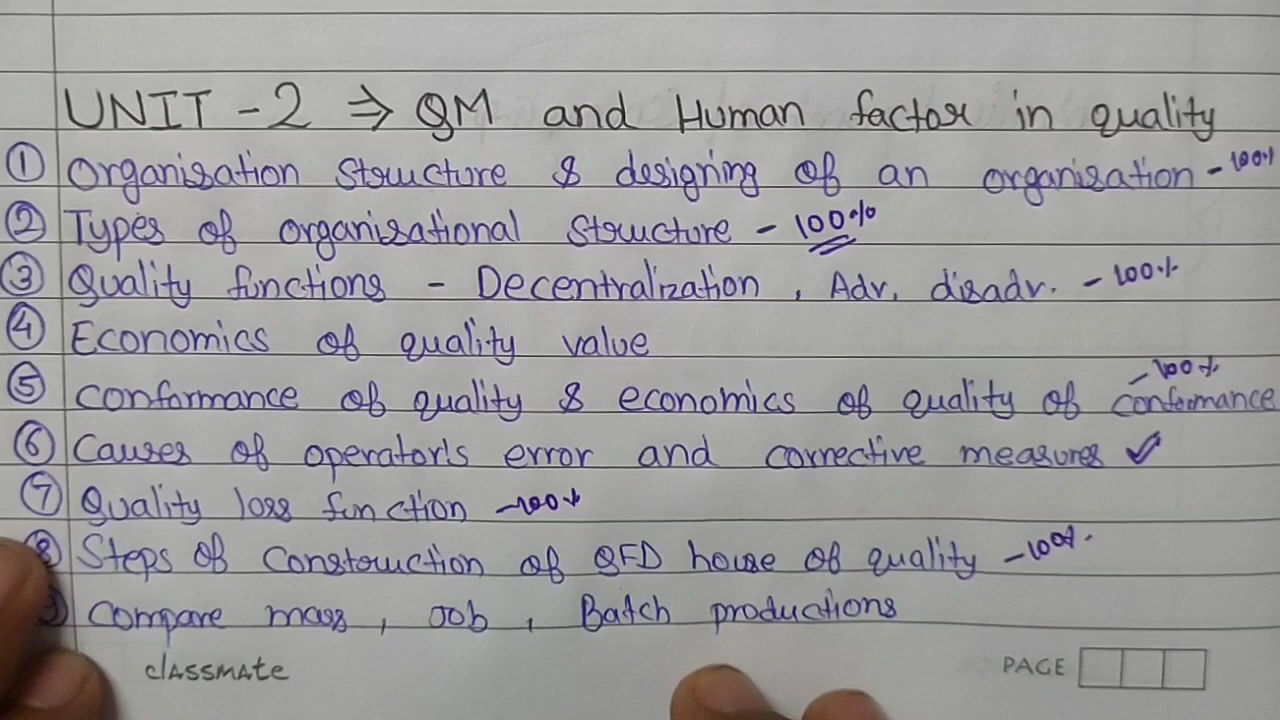 UNIT - 2 ⇒ QM and Human factor in quality
① Organisation Structure & designing of an organisation - 100%
② Types of organisational Structure - 100%
③ Quality functions - Decentralization , Adv. disadv. - 100%
④ Economics of quality value
⑤ Conformance of quality & economics of quality of conformance - 100%
⑥ Causes of operator's error and corrective measures ✓
⑦ Quality loss function - 100%
⑧ Steps of Construction of QFD house of quality - 100%.
⑨ Compare mass , Job , Batch productions
classmate
PAGE